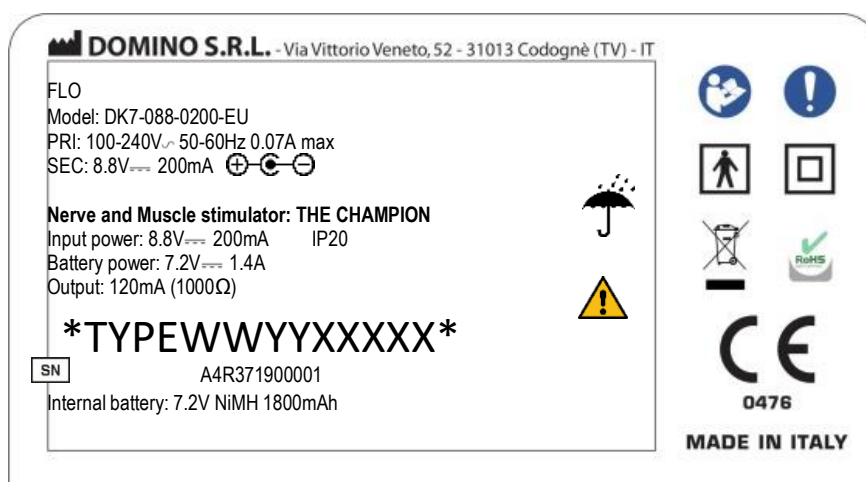 DOMINO S.R.L. - Via Vittorio Veneto, 52 - 31013 Codognè (TV) - IT
FLO
Model: DK7-088-0200-EU
PRI: 100-240V~ 50-60Hz 0.07A max
SEC: 8.8V⎓ 200mA
Nerve and Muscle stimulator: THE CHAMPION
Input power: 8.8V⎓ 200mA IP20
Battery power: 7.2V⎓ 1.4A
Output: 120mA (1000Ω)
*TYPEWWYYXXXXX*
SN
A4R371900001
Internal battery: 7.2V NiMH 1800mAh
RoHS
CE
0476
MADE IN ITALY